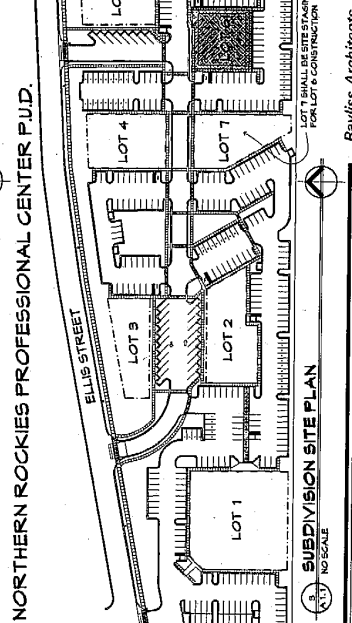 NORTHERN ROCKIES PROFESSIONAL CENTER P.U.D.
ELLIS STREET
LOT 4
LOT 7
LOT 3
LOT 2
LOT 1
LOT 7 SHALL BE SITE STAGING
FOR LOT 6 CONSTRUCTION
SUBDIVISION SITE PLAN
NO SCALE
A1.1
Bayliss Architects